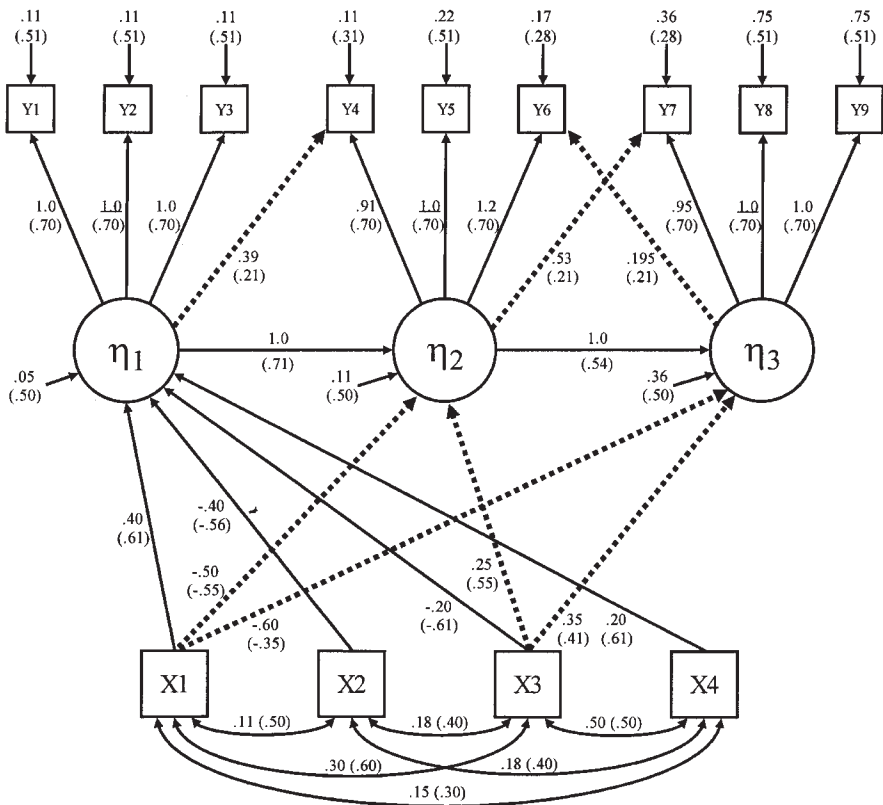 .11 .11 .11 .11 .22 .17 .36 .75 .75
(.51) (.51) (.51) (.31) (.51) (.28) (.28) (.51) (.51)
Y1 Y2 Y3 Y4 Y5 Y6 Y7 Y8 Y9
1.0 1.0 1.0 .91 1.0 1.2 .95 1.0 1.0
(.70) (.70) (.70) (.70) (.70) (.70) (.70) (.70) (.70)
.39 .53 .195
(.21) (.21) (.21)
η1 1.0 η2 1.0 η3
(.71) (.54)
.05 .11 .36
(.50) (.50) (.50)
.40 -.40
(.61) (-.56)
-.50 .25
(-.55) (.55)
-.60 -.20 .35 .20
(-.35) (-.61) (.41) (.61)
X1 X2 X3 X4
.11 (.50) .18 (.40) .50 (.50)
.30 (.60) .18 (.40)
.15 (.30)